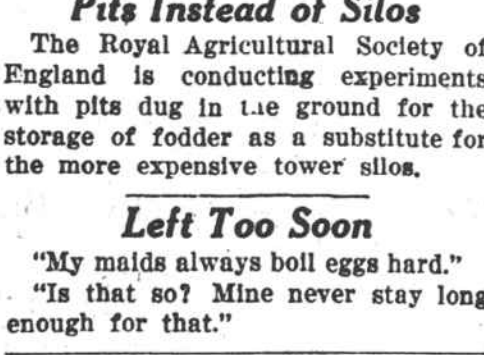 Pits Instead of Silos
The Royal Agricultural Society of
England is conducting experiments
with pits dug in the ground for the
storage of fodder as a substitute for
the more expensive tower silos.
Left Too Soon
"My maids always boil eggs hard."
"Is that so? Mine never stay long
enough for that."